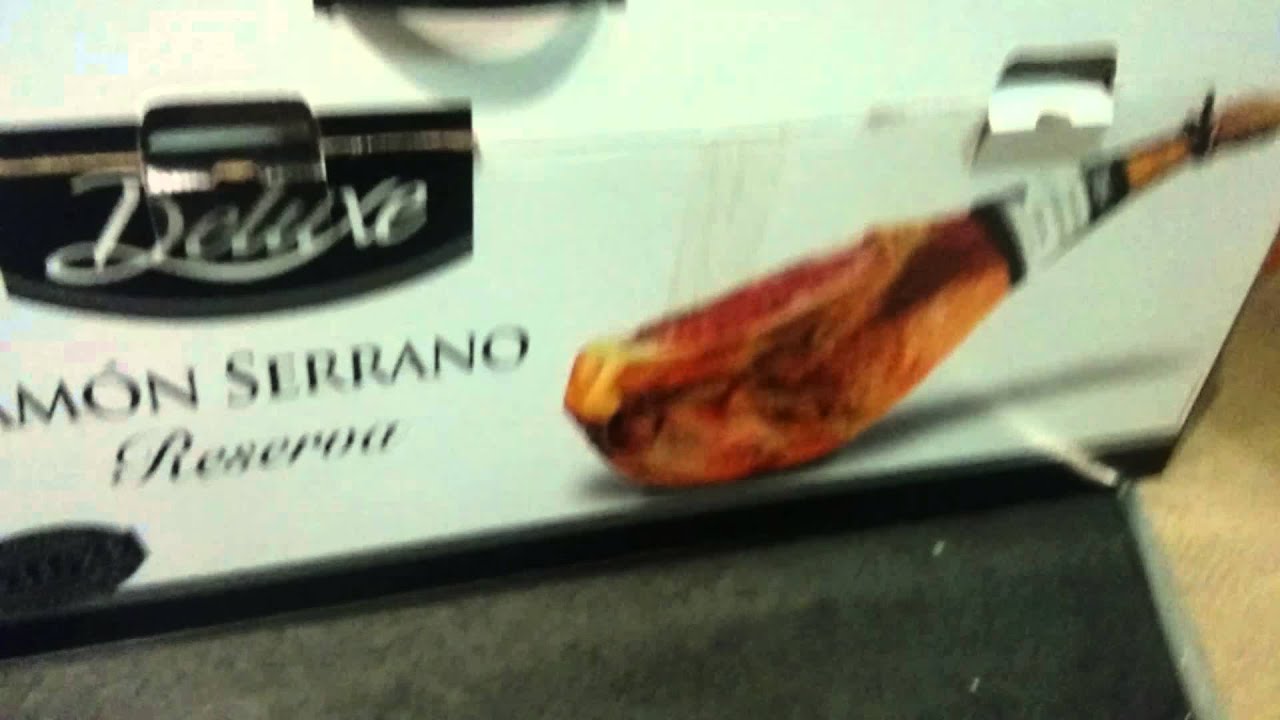 Deluxe
AMÓN SERRANO
Reserva